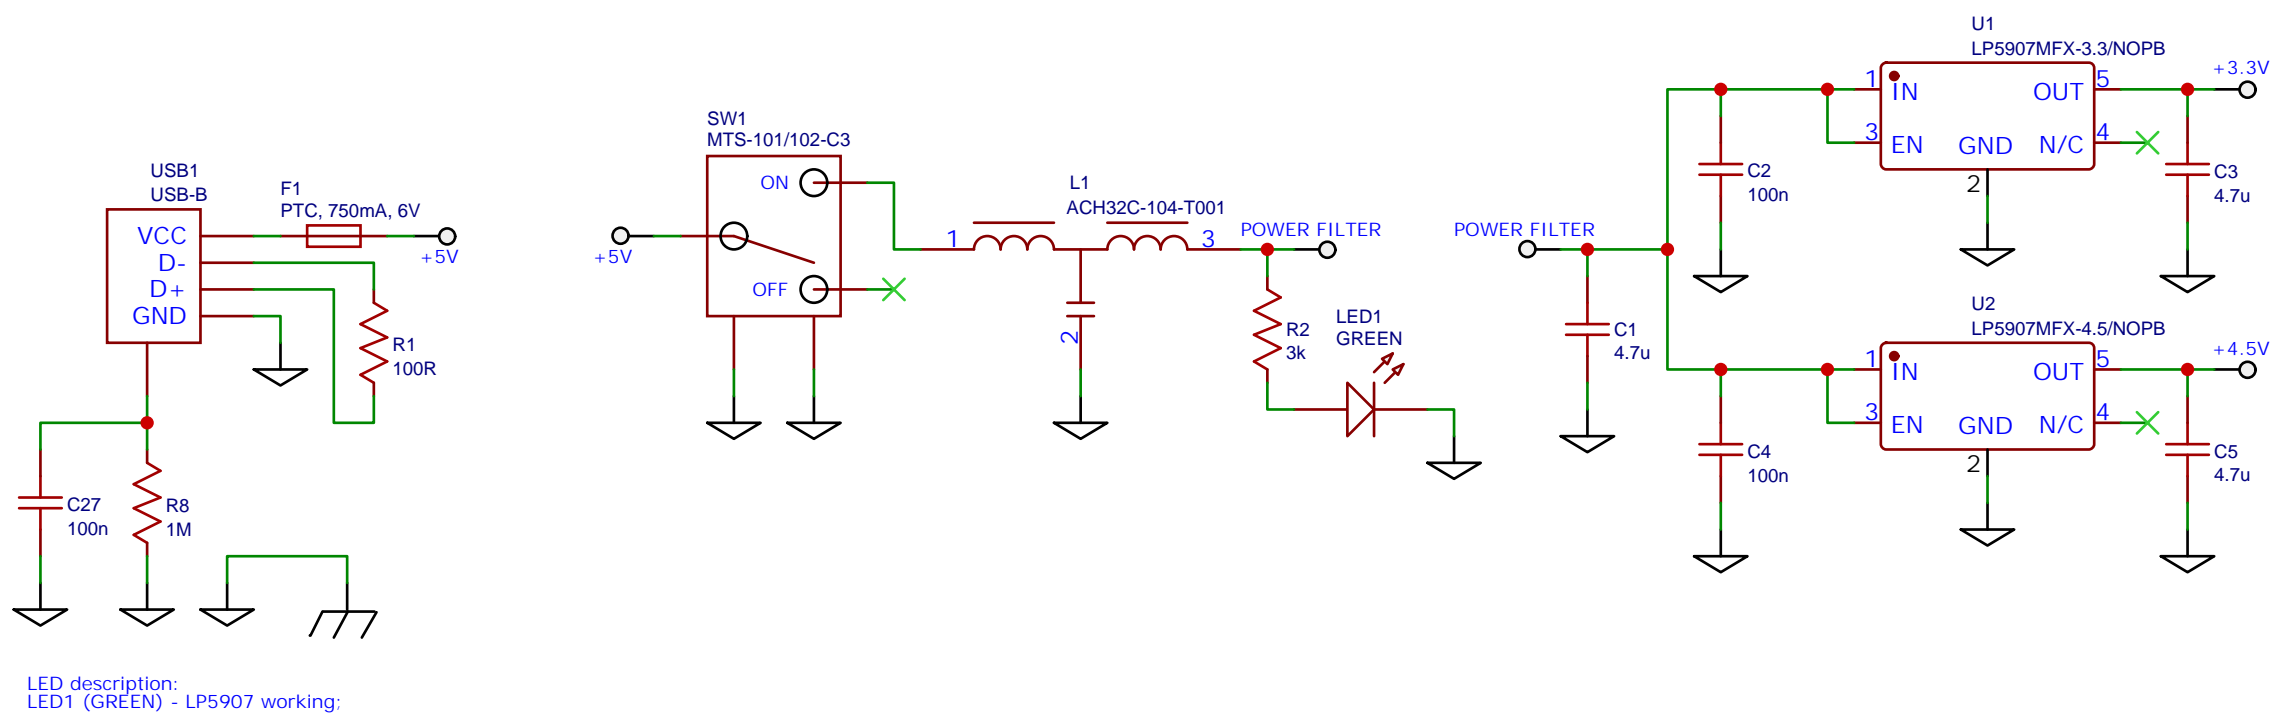 USB1
USB-B
VCC
D-
D+
GND
F1
PTC, 750mA, 6V
+5V
R1
100R
C27
100n
R8
1M
+5V
SW1
MTS-101/102-C3
ON
OFF
L1
ACH32C-104-T001
1
3
2
POWER FILTER
R2
3k
LED1
GREEN
POWER FILTER
C1
4.7u
C2
100n
U1
LP5907MFX-3.3/NOPB
1
IN
3
EN
GND
2
OUT
5
N/C
4
+3.3V
C3
4.7u
C4
100n
U2
LP5907MFX-4.5/NOPB
1
IN
3
EN
GND
2
OUT
5
N/C
4
+4.5V
C5
4.7u
LED description:
LED1 (GREEN) - LP5907 working;